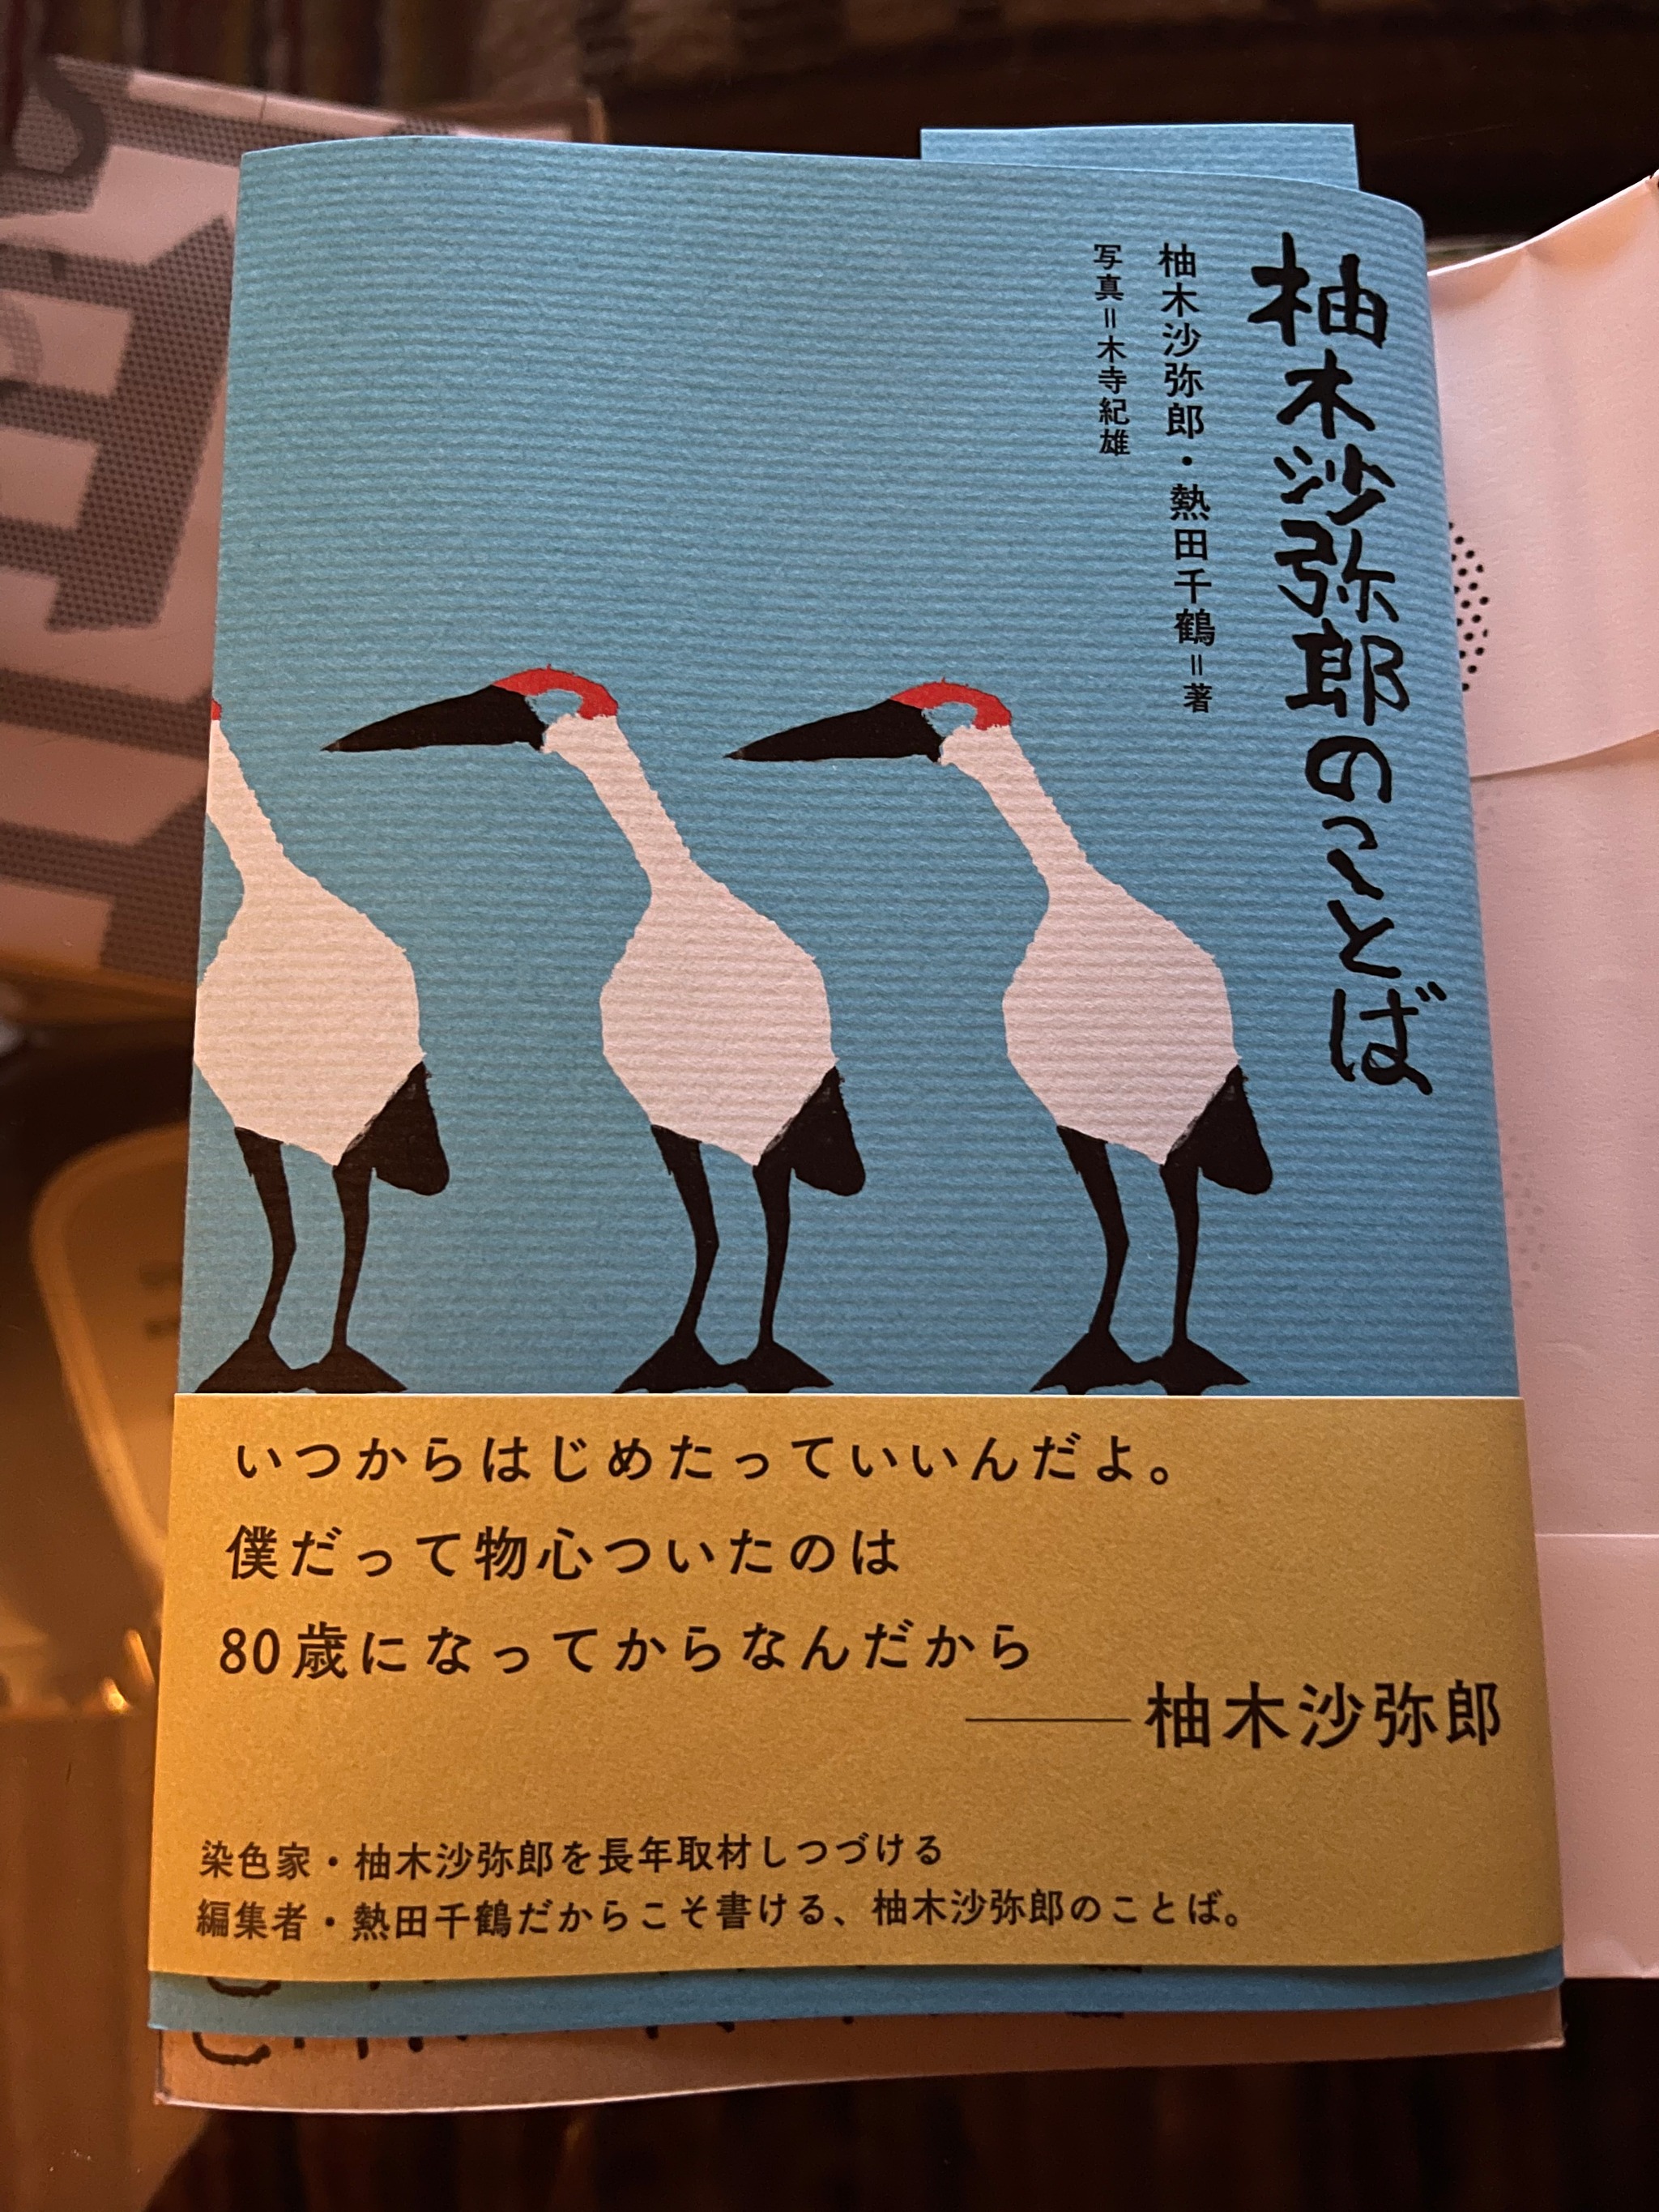 柚木沙弥郎のことば
柚木沙弥郎・熱田千鶴=著
写真=木寺紀雄
いつからはじめたっていいんだよ。
僕だって物心ついたのは
80歳になってからなんだから
――柚木沙弥郎
染色家・柚木沙弥郎を長年取材しつづける
編集者・熱田千鶴だからこそ書ける、柚木沙弥郎のことば。